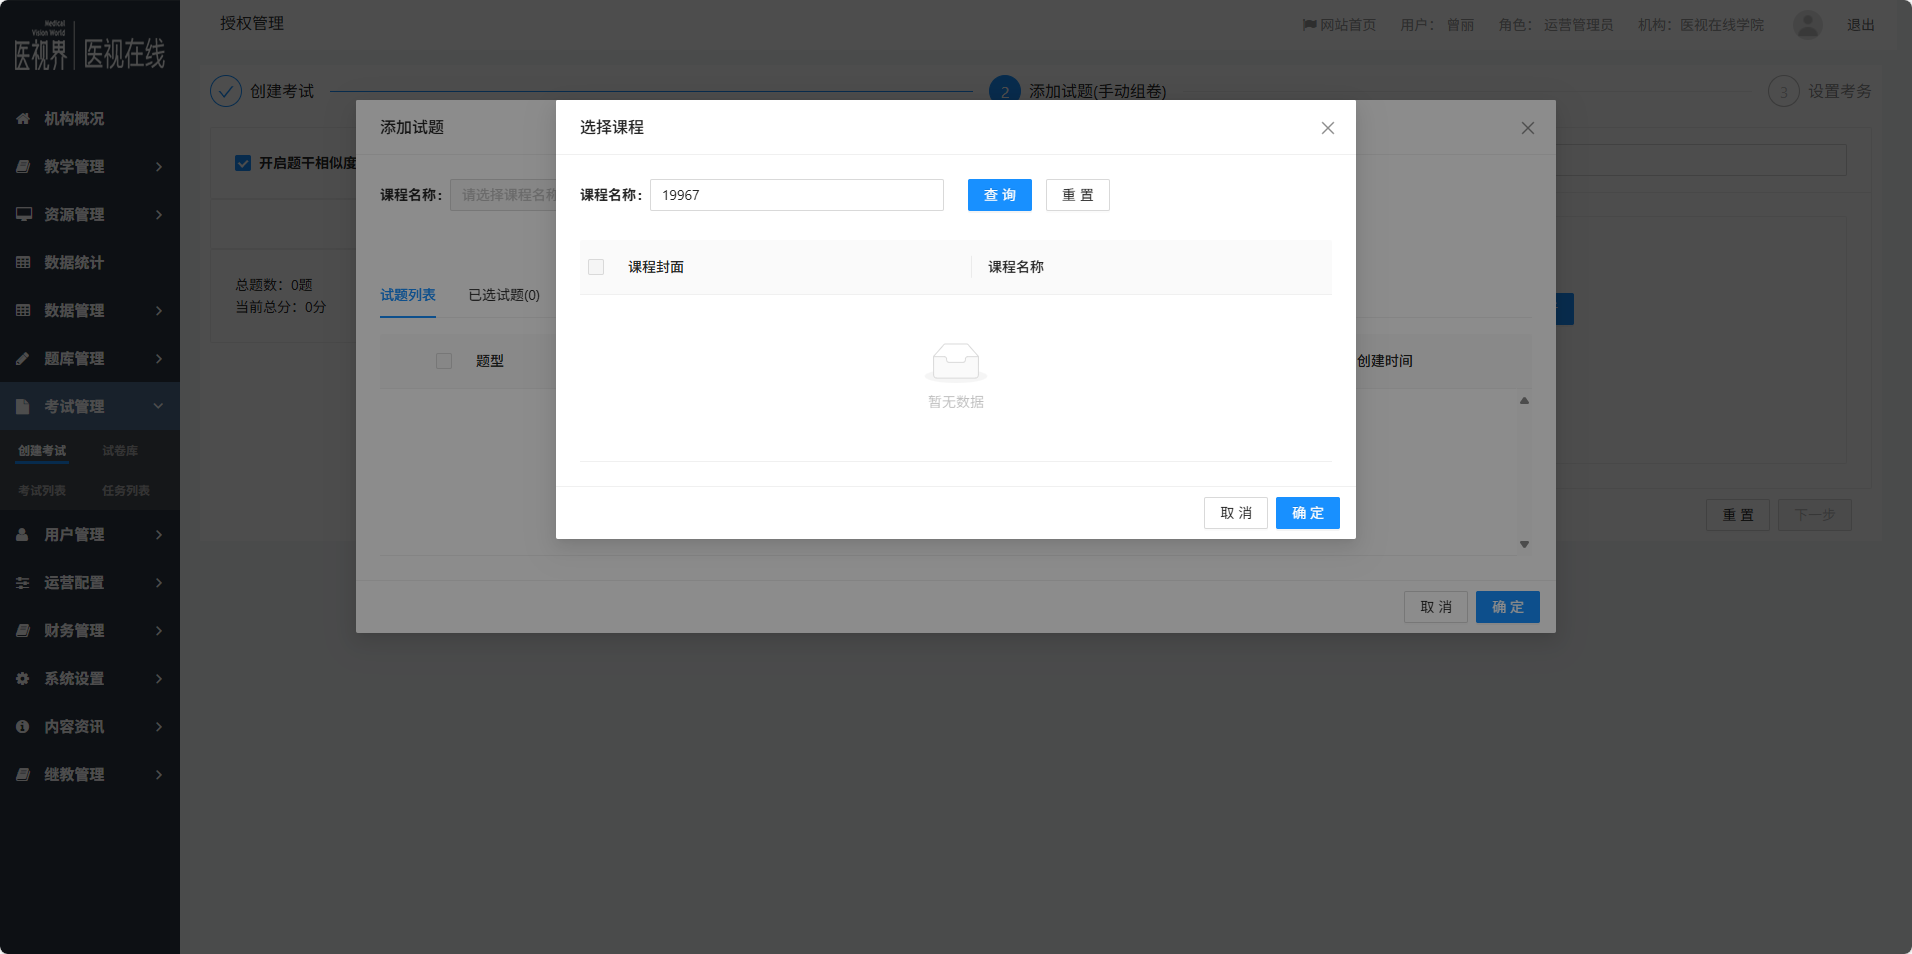 Medical
Vision World
医视界 医视在线
授权管理
网站首页 用户： 曾丽 角色： 运营管理员 机构：医视在线学院 退出
机构概况
教学管理
资源管理
数据统计
数据管理
题库管理
考试管理
创建考试 试卷库
考试列表 任务列表
用户管理
运营配置
财务管理
系统设置
内容资讯
继教管理
创建考试
2 添加试题(手动组卷)
3 设置考务
开启题干相似度
总题数：0题
当前总分：0分
重 置 下一步
添加试题
课程名称： 请选择课程名称
试题列表 已选试题(0)
题型 创建时间
取 消 确 定
选择课程
课程名称： 19967 查 询 重 置
课程封面 课程名称
暂无数据
取 消 确 定